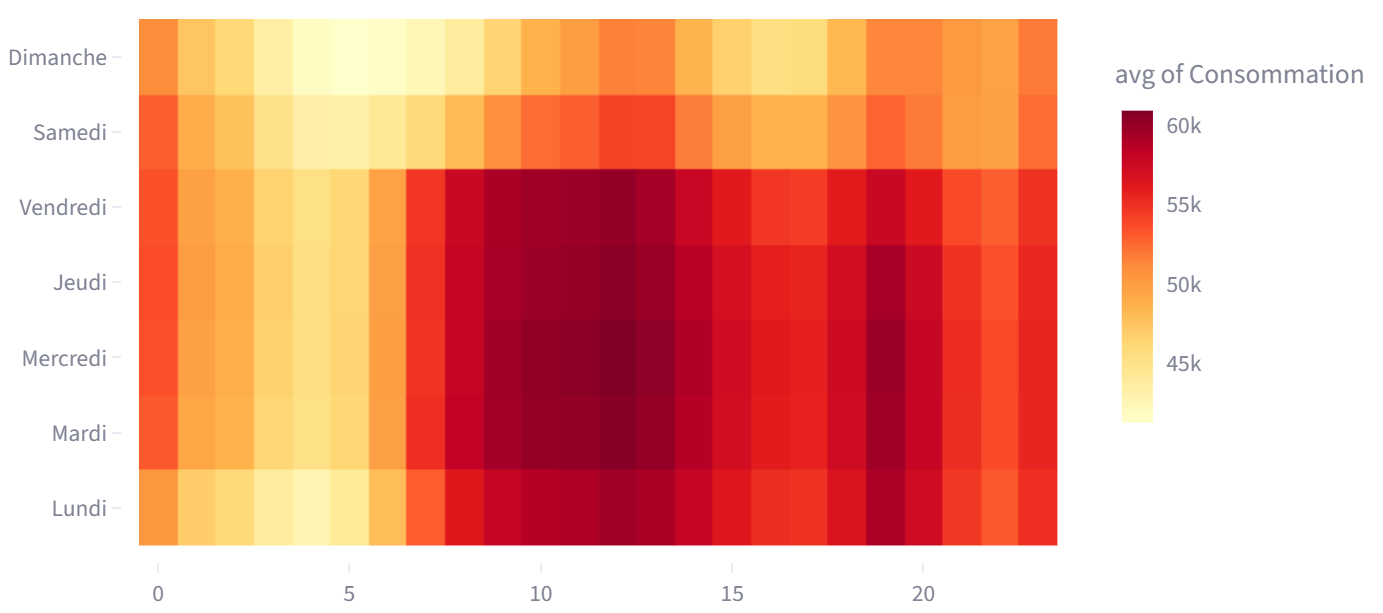 Dimanche
Samedi
Vendredi
Jeudi
Mercredi
Mardi
Lundi
0 5 10 15 20
avg of Consommation
60k
55k
50k
45k